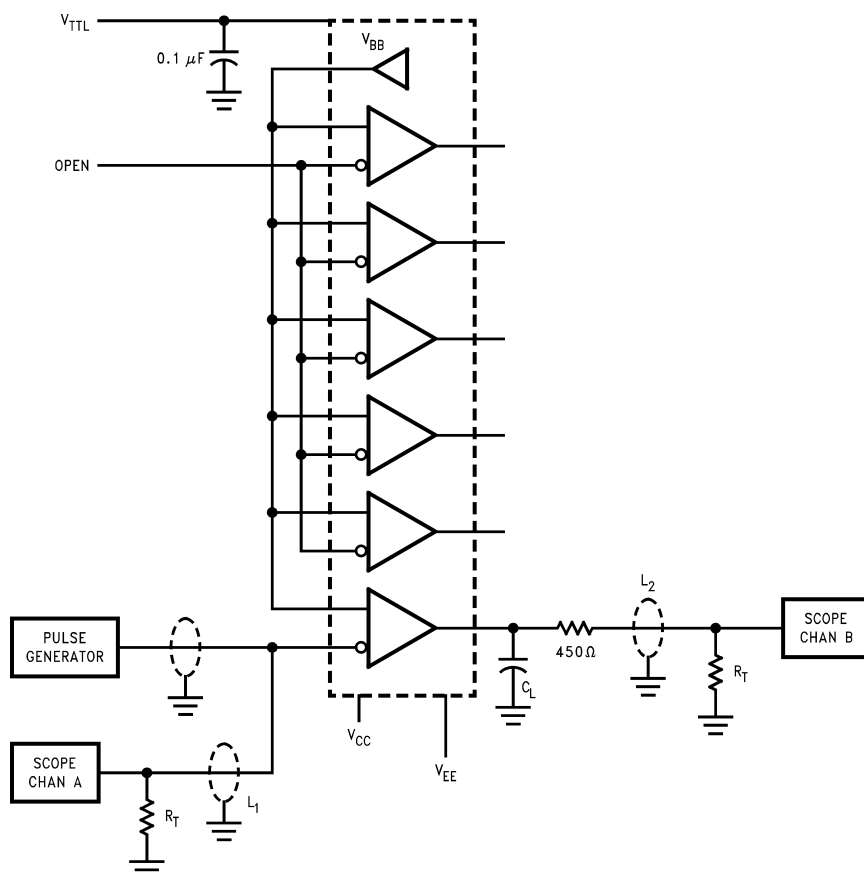 V_TTL
0.1 μF
V_BB
OPEN
L_2
PULSE
GENERATOR
450Ω
SCOPE
CHAN B
C_L
R_T
V_CC
V_EE
SCOPE
CHAN A
R_T
L_1